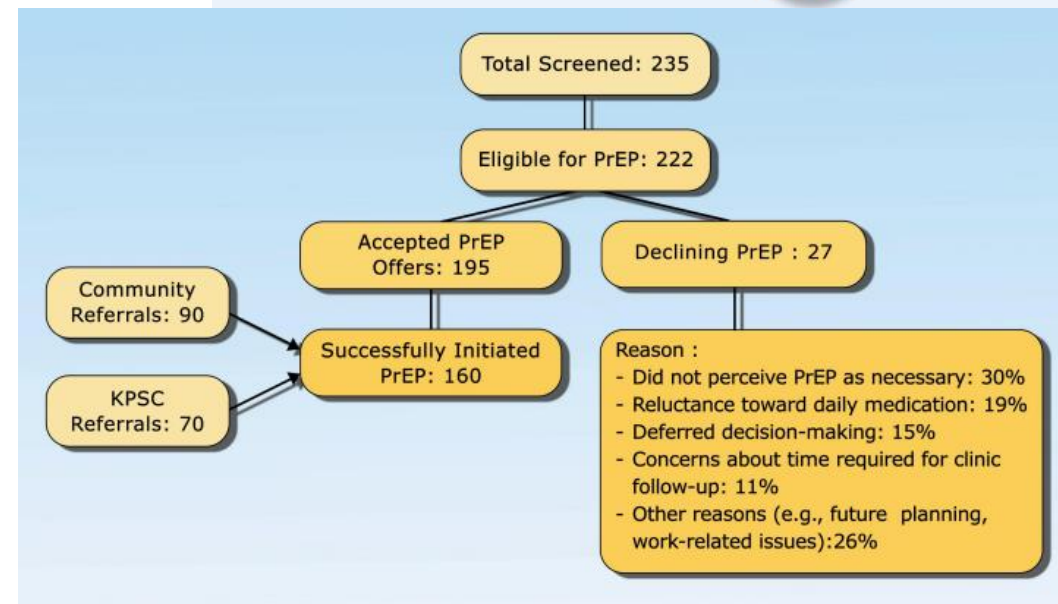 Total Screened: 235
Eligible for PrEP: 222
Accepted PrEP
Offers: 195
Declining PrEP : 27
Community
Referrals: 90
Successfully Initiated
PrEP: 160
KPSC
Referrals: 70
Reason :
- Did not perceive PrEP as necessary: 30%
- Reluctance toward daily medication: 19%
- Deferred decision-making: 15%
- Concerns about time required for clinic
follow-up: 11%
- Other reasons (e.g., future planning,
work-related issues):26%